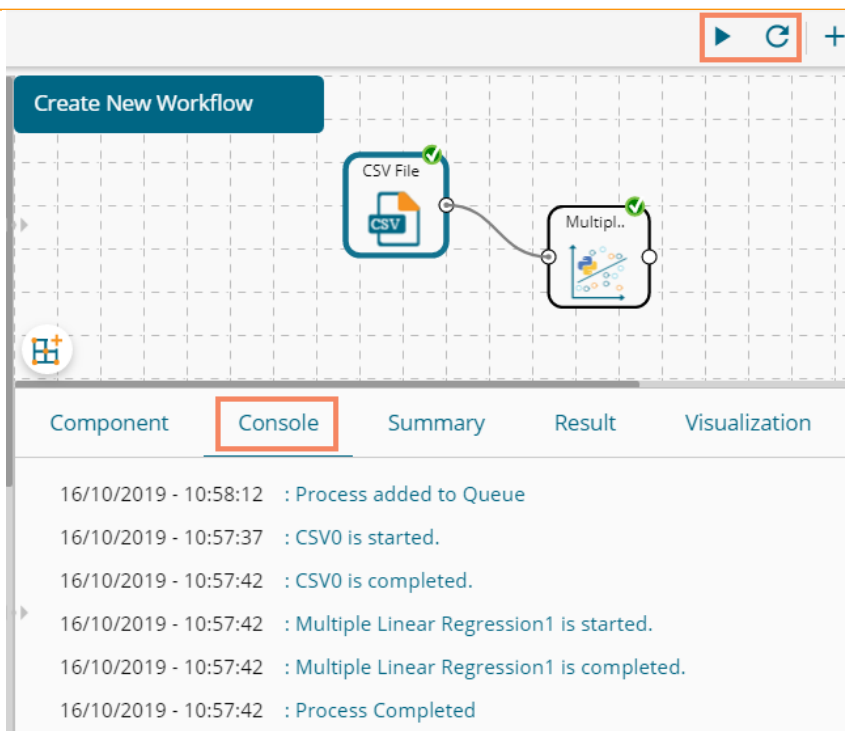 Create New Workflow
CSV File
CSV
Multipl..
Component Console Summary Result Visualization
16/10/2019 - 10:58:12 : Process added to Queue
16/10/2019 - 10:57:37 : CSV0 is started.
16/10/2019 - 10:57:42 : CSV0 is completed.
16/10/2019 - 10:57:42 : Multiple Linear Regression1 is started.
16/10/2019 - 10:57:42 : Multiple Linear Regression1 is completed.
16/10/2019 - 10:57:42 : Process Completed